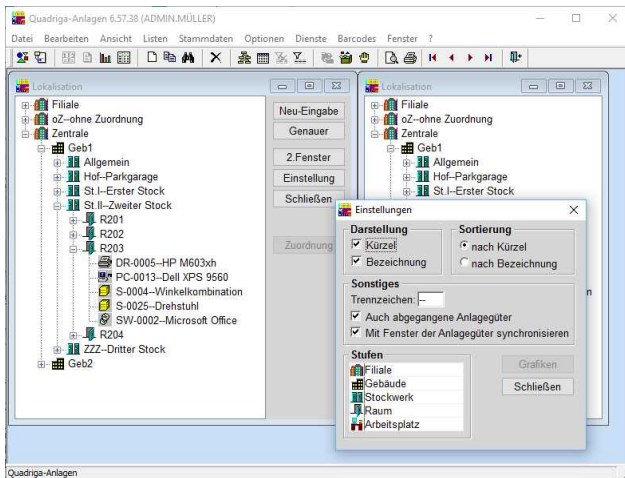 Quadriga-Anlagen 6.57.38 (ADMIN.MÜLLER)
Datei Bearbeiten Ansicht Listen Stammdaten Optionen Dienste Barcodes Fenster ?
Lokalisation
Filiale
oZ--ohne Zuordnung
Zentrale
Geb1
Allgemein
Hof--Parkgarage
St.I--Erster Stock
St.II--Zweiter Stock
R201
R202
R203
DR-0005--HP M603xh
PC-0013--Dell XPS 9560
S-0004--Winkelkombination
S-0025--Drehstuhl
SW-0002--Microsoft Office
R204
ZZZ--Dritter Stock
Geb2
Neu-Eingabe
Genauer
2.Fenster
Einstellung
Schließen
Zuordnung
Lokalisation
Filiale
oZ--ohne Zuordnung
Zentrale
Geb1
Allgemein
Hof--Parkgarage
St.I--Erster Stock
Einstellungen
Darstellung
Kürzel
Bezeichnung
Sortierung
nach Kürzel
nach Bezeichnung
Sonstiges
Trennzeichen: --
Auch abgegangene Anlagegüter
Mit Fenster der Anlagegüter synchronisieren
Stufen
Filiale
Gebäude
Stockwerk
Raum
Arbeitsplatz
Grafiken
Schließen
Quadriga-Anlagen